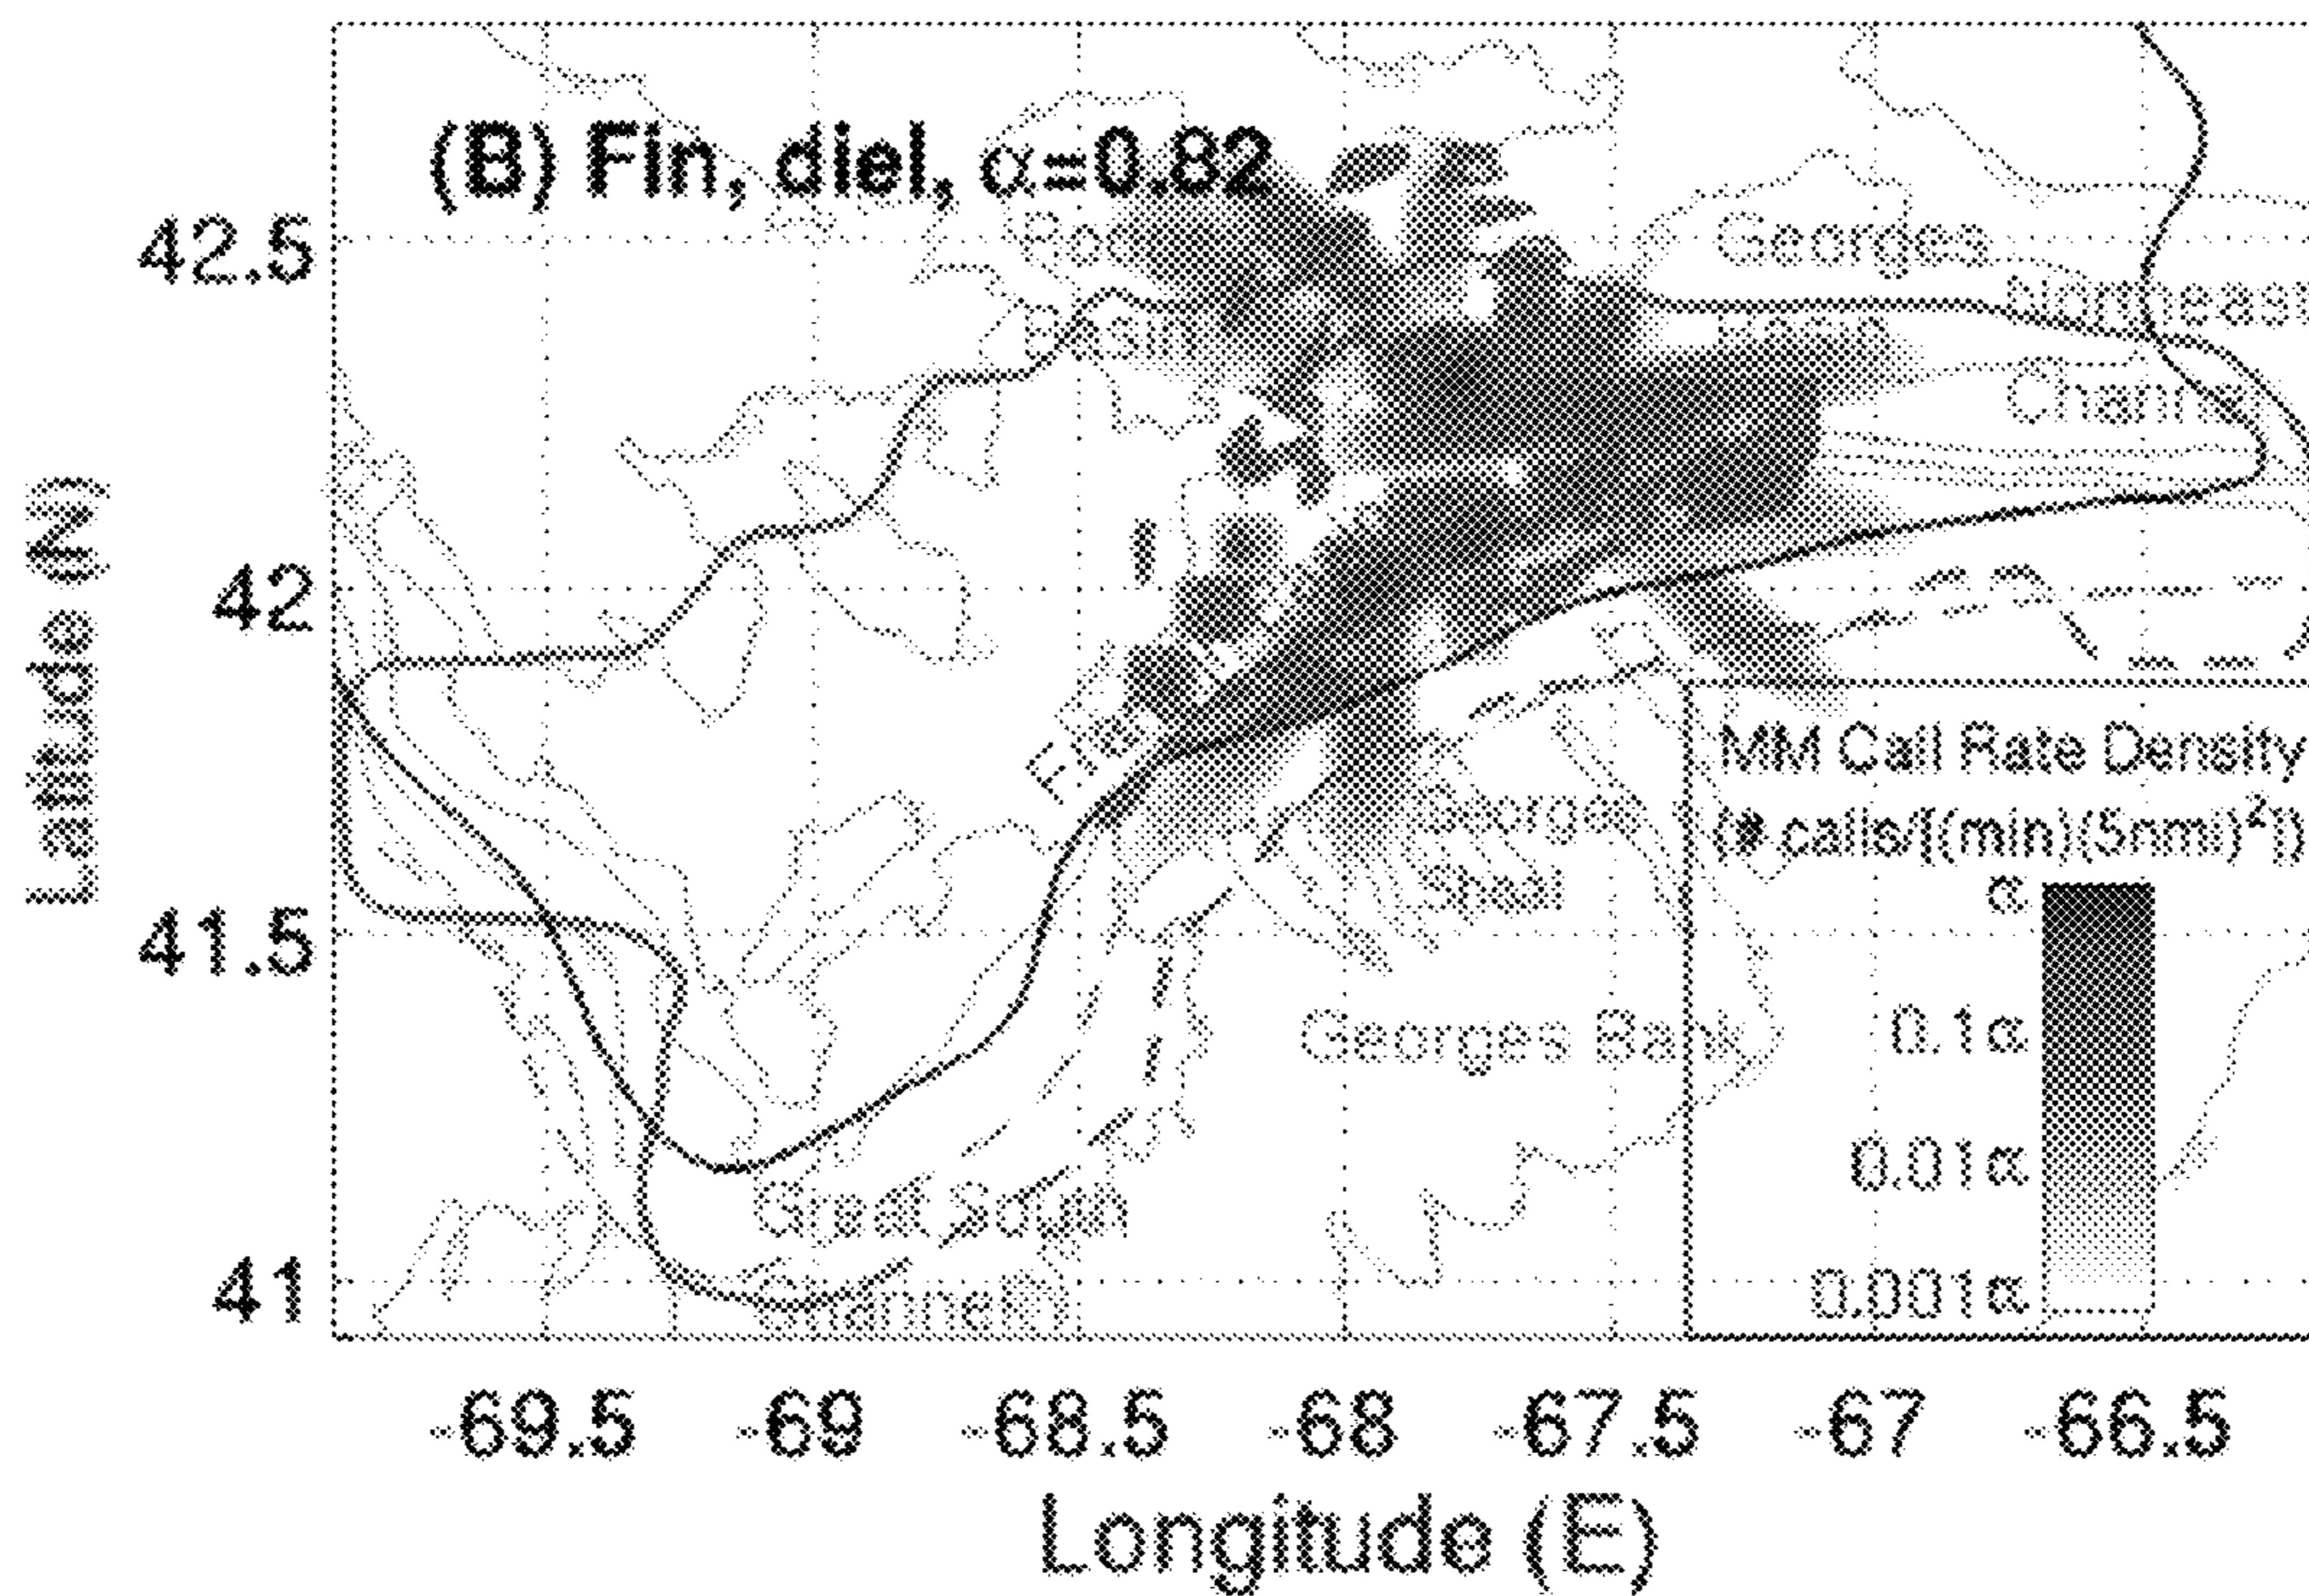 (B) Fin, diel, α=0.82
Georges
Northeast
Basin
Channel
42.5
42
41.5
41
Latitude (N)
Georges
Shoal
Georges Bank
Great South
Channel
MM Call Rate Density
(# calls/[(min)(5nmi)²])
α
0.1α
0.01α
0.001α
-69.5 -69 -68.5 -68 -67.5 -67 -66.5
Longitude (E)